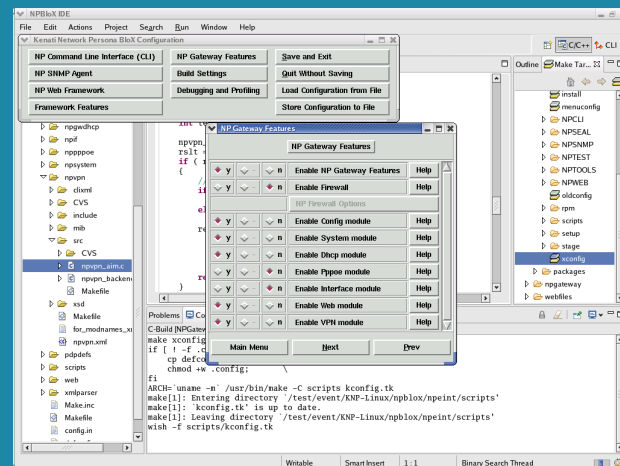 NPBloX IDE
File Edit Actions Project Search Run Window Help
Kenati Network Persona BloX Configuration
NP Command Line Interface (CLI) NP Gateway Features Save and Exit
NP SNMP Agent Build Settings Quit Without Saving
NP Web Framework Debugging and Profiling Load Configuration from File
Framework Features Store Configuration to File
C/C++ CLI
Outline Make Tar...
install
menuconfig
NPCLI
NPSEAL
NPSNMP
NPTEST
NPTOOLS
NPWEB
oldconfig
rpm
scripts
setup
stage
xconfig
packages
npgateway
webfiles
npgwdhcp
npif
npppoe
npsystem
npvpn
clixml
CVS
include
mib
src
CVS
npvpn_aim.c
npvpn_backen
Makefile
xsd
Makefile
for_modnames_x
npvpn.xml
pdpdefs
scripts
web
xmlparser
Make.inc
Makefile
config.in
npvpn_
rslt =
if ( r
{
//
if
el
re
re
}
NP Gateway Features
NP Gateway Features
y - n Enable NP Gateway Features Help
y - n Enable Firewall Help
NP Firewall Options
y - n Enable Config module Help
y - n Enable System module Help
y - n Enable Dhcp module Help
y - n Enable Pppoe module Help
y - n Enable Interface module Help
y - n Enable Web module Help
y - n Enable VPN module Help
Main Menu Next Prev
Problems Co
C-Build [NPGatew
make xconfig
if [ ! -f .c
cp defco
chmod +w .config; \
fi
ARCH=`uname -m` /usr/bin/make -C scripts kconfig.tk
make[1]: Entering directory `/test/event/KNP-Linux/npblox/npeint/scripts'
make[1]: `kconfig.tk' is up to date.
make[1]: Leaving directory `/test/event/KNP-Linux/npblox/npeint/scripts'
wish -f scripts/kconfig.tk
Writable Smart Insert 1 : 1 Binary Search Thread